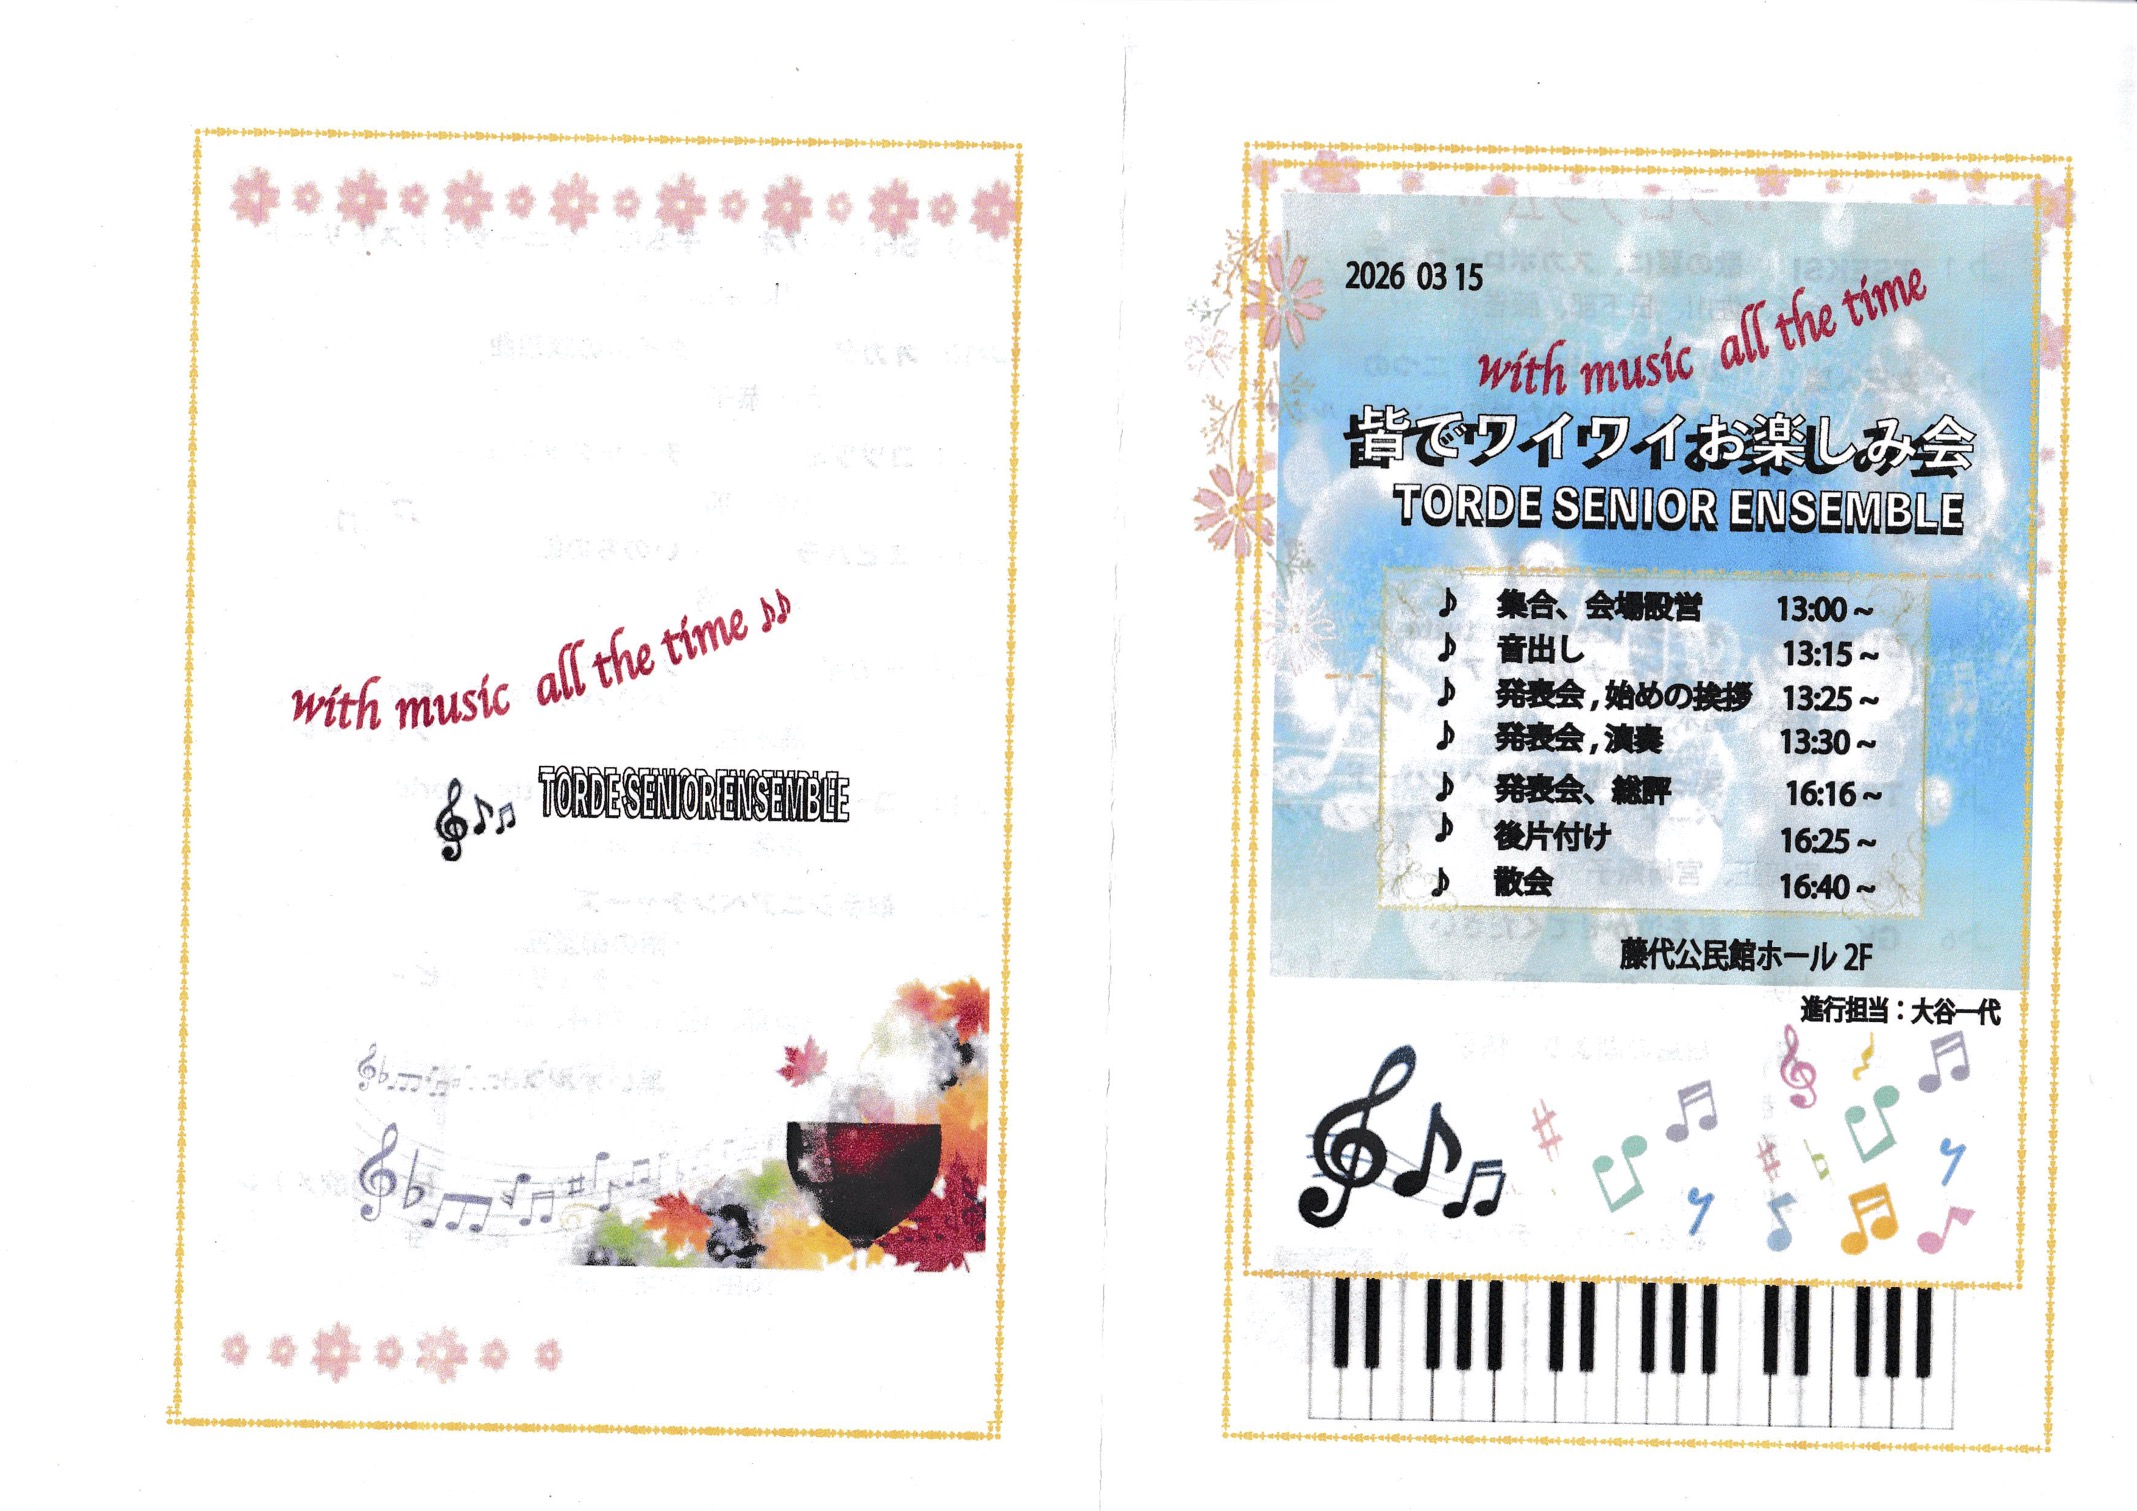 with music all the time ♪♪
TORDE SENIOR ENSEMBLE
2026 03 15
with music all the time
皆でワイワイお楽しみ会
TORDE SENIOR ENSEMBLE
♪ 集合、会場設営 13:00 ~
♪ 音出し 13:15 ~
♪ 発表会 , 始めの挨拶 13:25 ~
♪ 発表会 , 演奏 13:30 ~
♪ 発表会、総評 16:16 ~
♪ 後片付け 16:25 ~
♪ 散会 16:40 ~
藤代公民館ホール 2F
進行担当：大谷一代